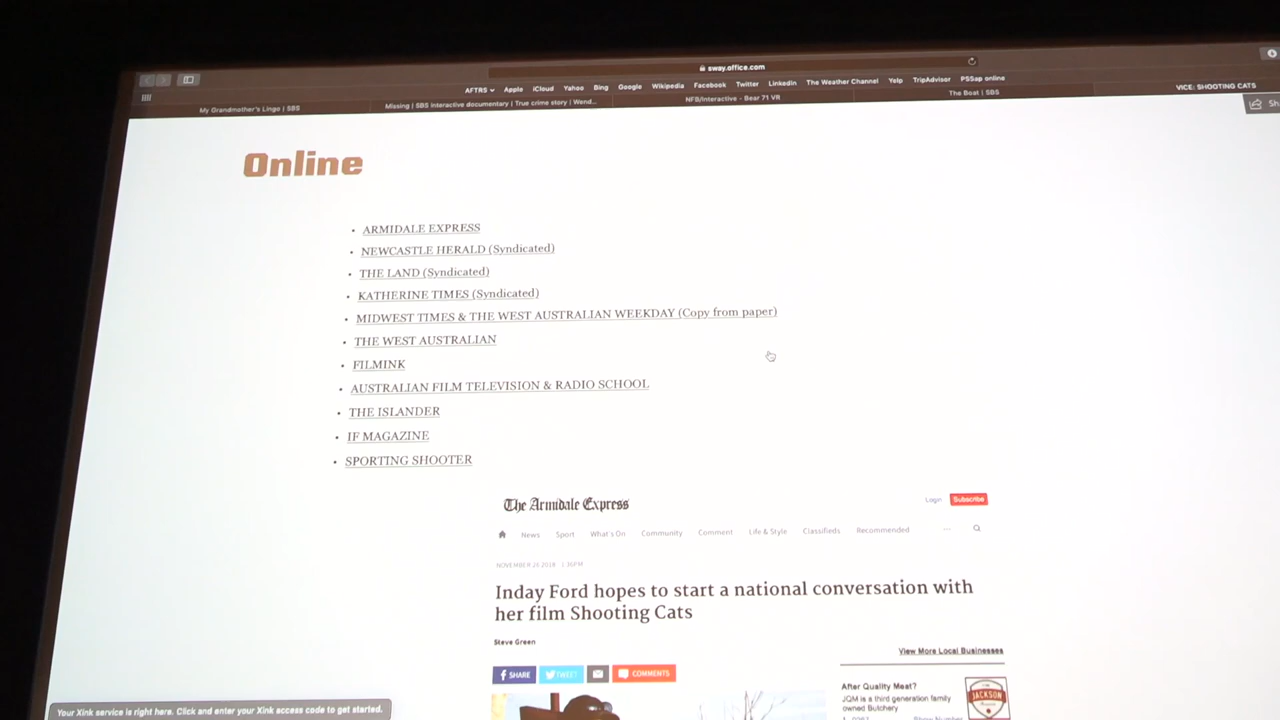 sway.office.com
AFTRS Apple iCloud Yahoo Bing Google Wikipedia Facebook Twitter LinkedIn The Weather Channel Yelp TripAdvisor PSSap online
My Grandmother's Lingo | SBS
Missing | SBS interactive documentary | True crime story | Wend...
NFB/Interactive - Bear 71 VR
The Boat | SBS
VICE: SHOOTING CATS
Sh
Online
• ARMIDALE EXPRESS
• NEWCASTLE HERALD (Syndicated)
• THE LAND (Syndicated)
• KATHERINE TIMES (Syndicated)
• MIDWEST TIMES & THE WEST AUSTRALIAN WEEKDAY (Copy from paper)
• THE WEST AUSTRALIAN
• FILMINK
• AUSTRALIAN FILM TELEVISION & RADIO SCHOOL
• THE ISLANDER
• IF MAGAZINE
• SPORTING SHOOTER
The Armidale Express
Login Subscribe
News Sport What's On Community Comment Life & Style Classifieds Recommended ...
NOVEMBER 23 2018 1:35PM
Inday Ford hopes to start a national conversation with
her film Shooting Cats
Steve Green
SHARE TWEET COMMENTS
View More Local Businesses
After Quality Meat?
JQM is a third generation family
owned Butchery
JACKSON
Your Xink service is right here. Click and enter your Xink access code to get started.